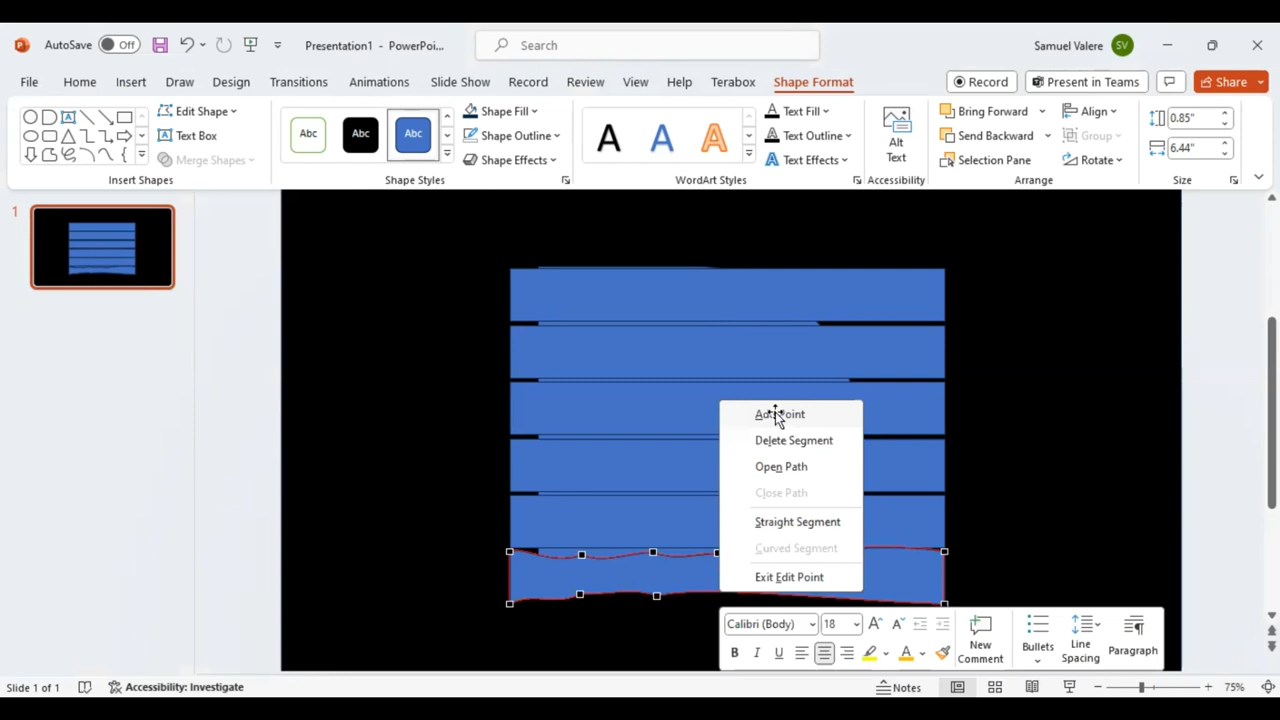 AutoSave Off Presentation1 - PowerPoi... Search Samuel Valere SV
File Home Insert Draw Design Transitions Animations Slide Show Record Review View Help Terabox Shape Format Record Present in Teams Share
Edit Shape Shape Fill Text Fill Bring Forward Align 0.85"
Text Box Abc Abc Abc Shape Outline A A A Text Outline Alt Text Send Backward Group
Merge Shapes Shape Effects Text Effects Selection Pane Rotate 6.44"
Insert Shapes Shape Styles WordArt Styles Accessibility Arrange Size
1
Add Point
Delete Segment
Open Path
Close Path
Straight Segment
Curved Segment
Exit Edit Point
Calibri (Body) 18 A A
B I U A New Comment Bullets Line Spacing Paragraph
Slide 1 of 1 Accessibility: Investigate Notes 75%